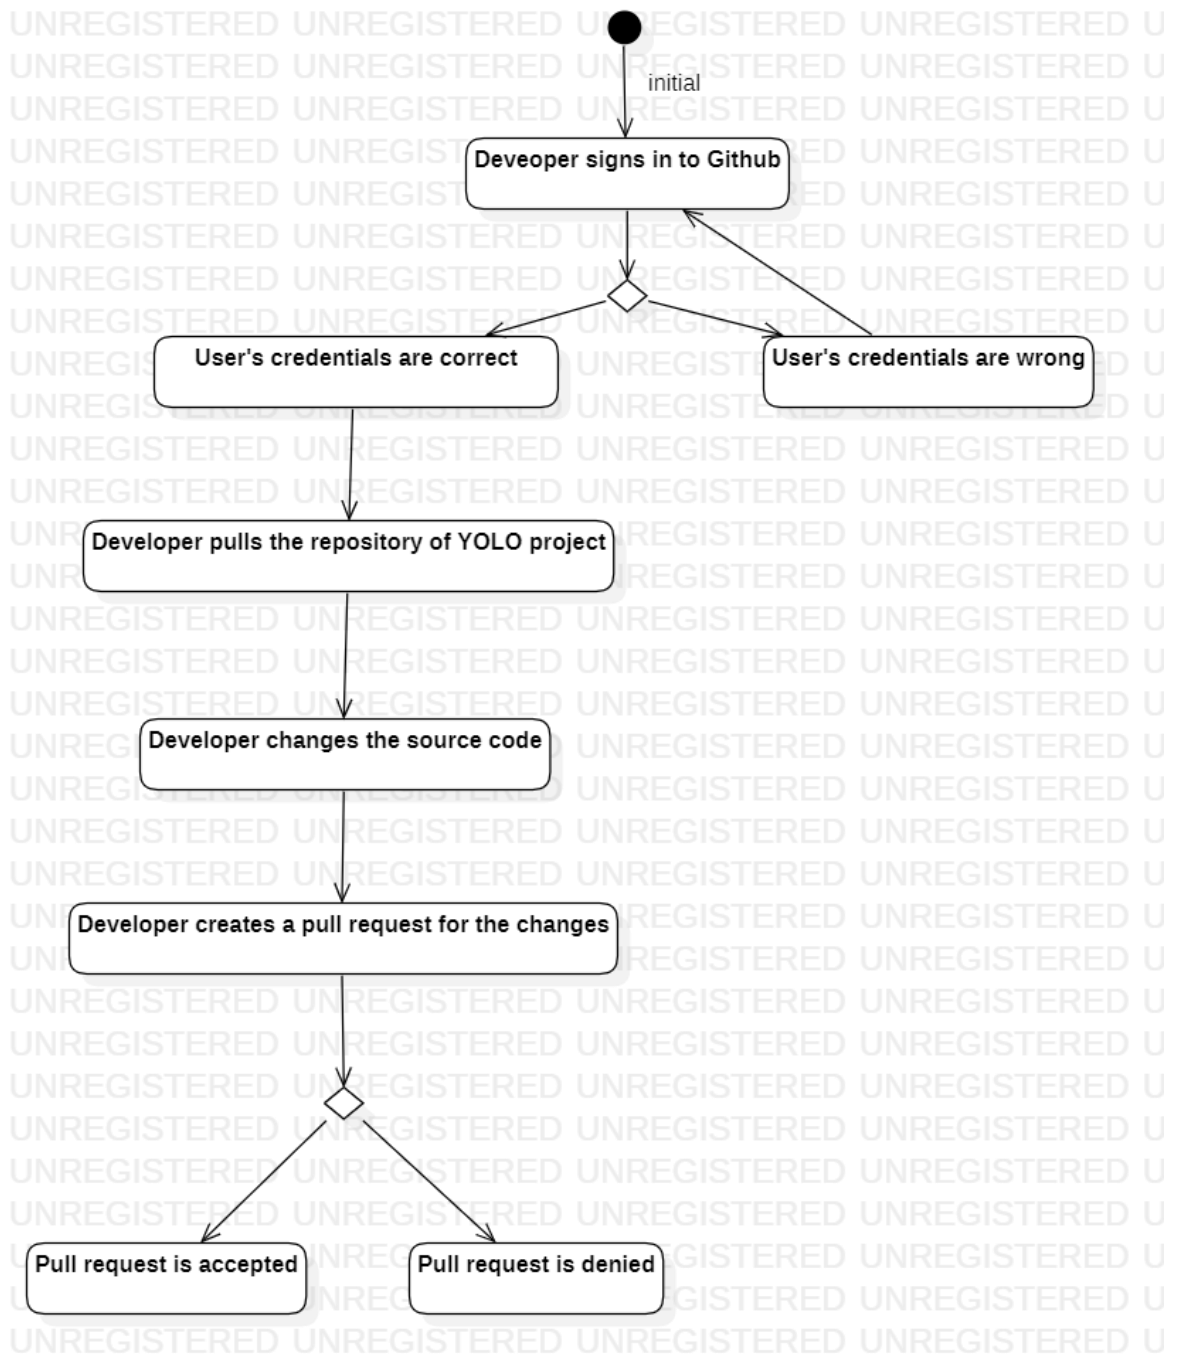 UNREGISTERED
initial
Deveoper signs in to Github
User's credentials are correct
User's credentials are wrong
Developer pulls the repository of YOLO project
Developer changes the source code
Developer creates a pull request for the changes
Pull request is accepted
Pull request is denied